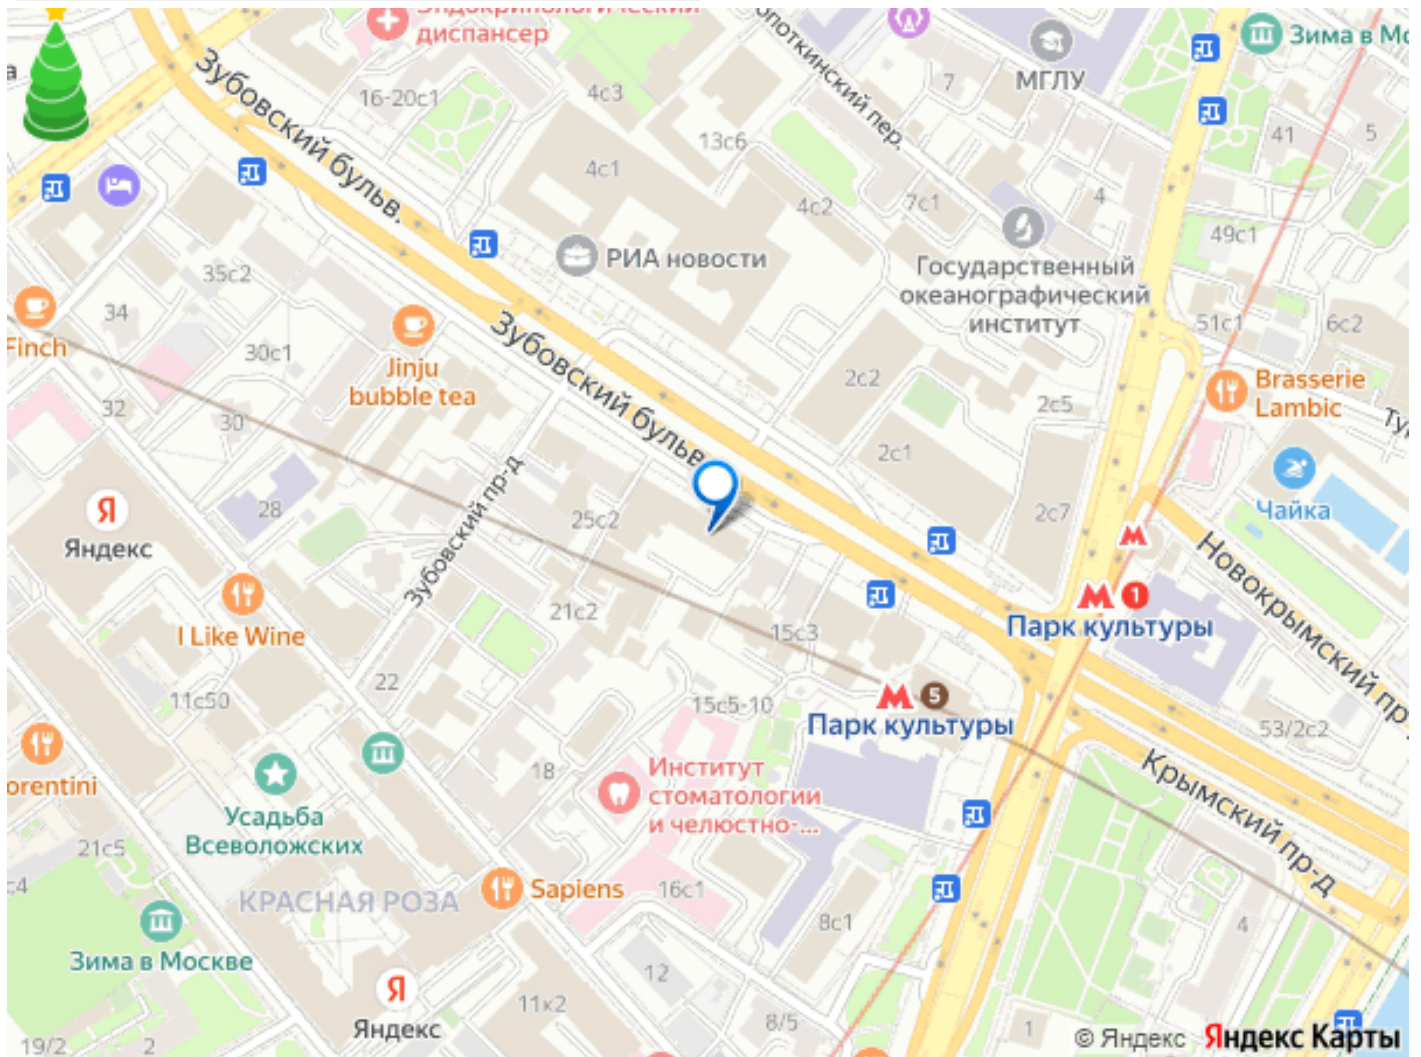 диспансер
Зима в Мо
а
МГЛУ
7
16-20с1
4с3
13с6
41
5
Зубовский бульв.
4с1
4
4с2
7с1
49с1
РИА новости
35с2
Государственный
океанографический
институт
34
51с1
6с2
Finch
30с1
Jinju
bubble tea
Зубовский бульв.
2с2
Brasserie
Lambic
32
30
2с5
2с1
28
25с2
2с7
Чайка
Я
Яндекс
Зубовский пр-д
Новокрымский пр
1
Парк культуры
I Like Wine
21с2
15с3
22
11с50
5
15с5-10
Парк культуры
53/2с2
orentini
18
Институт
стоматологии
и челюстно-...
Крымский пр-д
Усадьба
Всеволожских
21с5
с4
КРАСНАЯ РОЗА
Sapiens
16с1
8с1
4
Зима в Москве
12
Я
Яндекс
11к2
8/5
1
19/2
2
© Яндекс Яндекс Карты